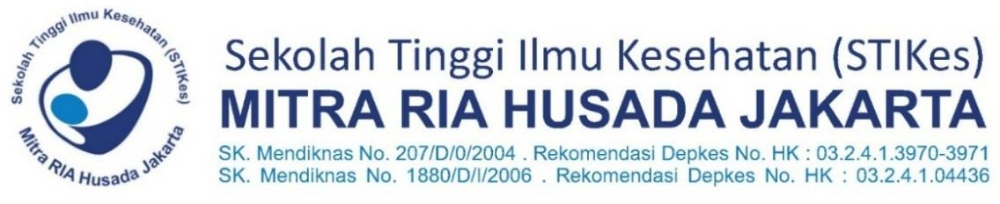 Sekolah Tinggi Ilmu Kesehatan (STIKes)
Mitra RIA Husada Jakarta
Sekolah Tinggi Ilmu Kesehatan (STIKes)
MITRA RIA HUSADA JAKARTA
SK. Mendiknas No. 207/D/0/2004 . Rekomendasi Depkes No. HK : 03.2.4.1.3970-3971
SK. Mendiknas No. 1880/D/I/2006 . Rekomendasi Depkes No. HK : 03.2.4.1.04436